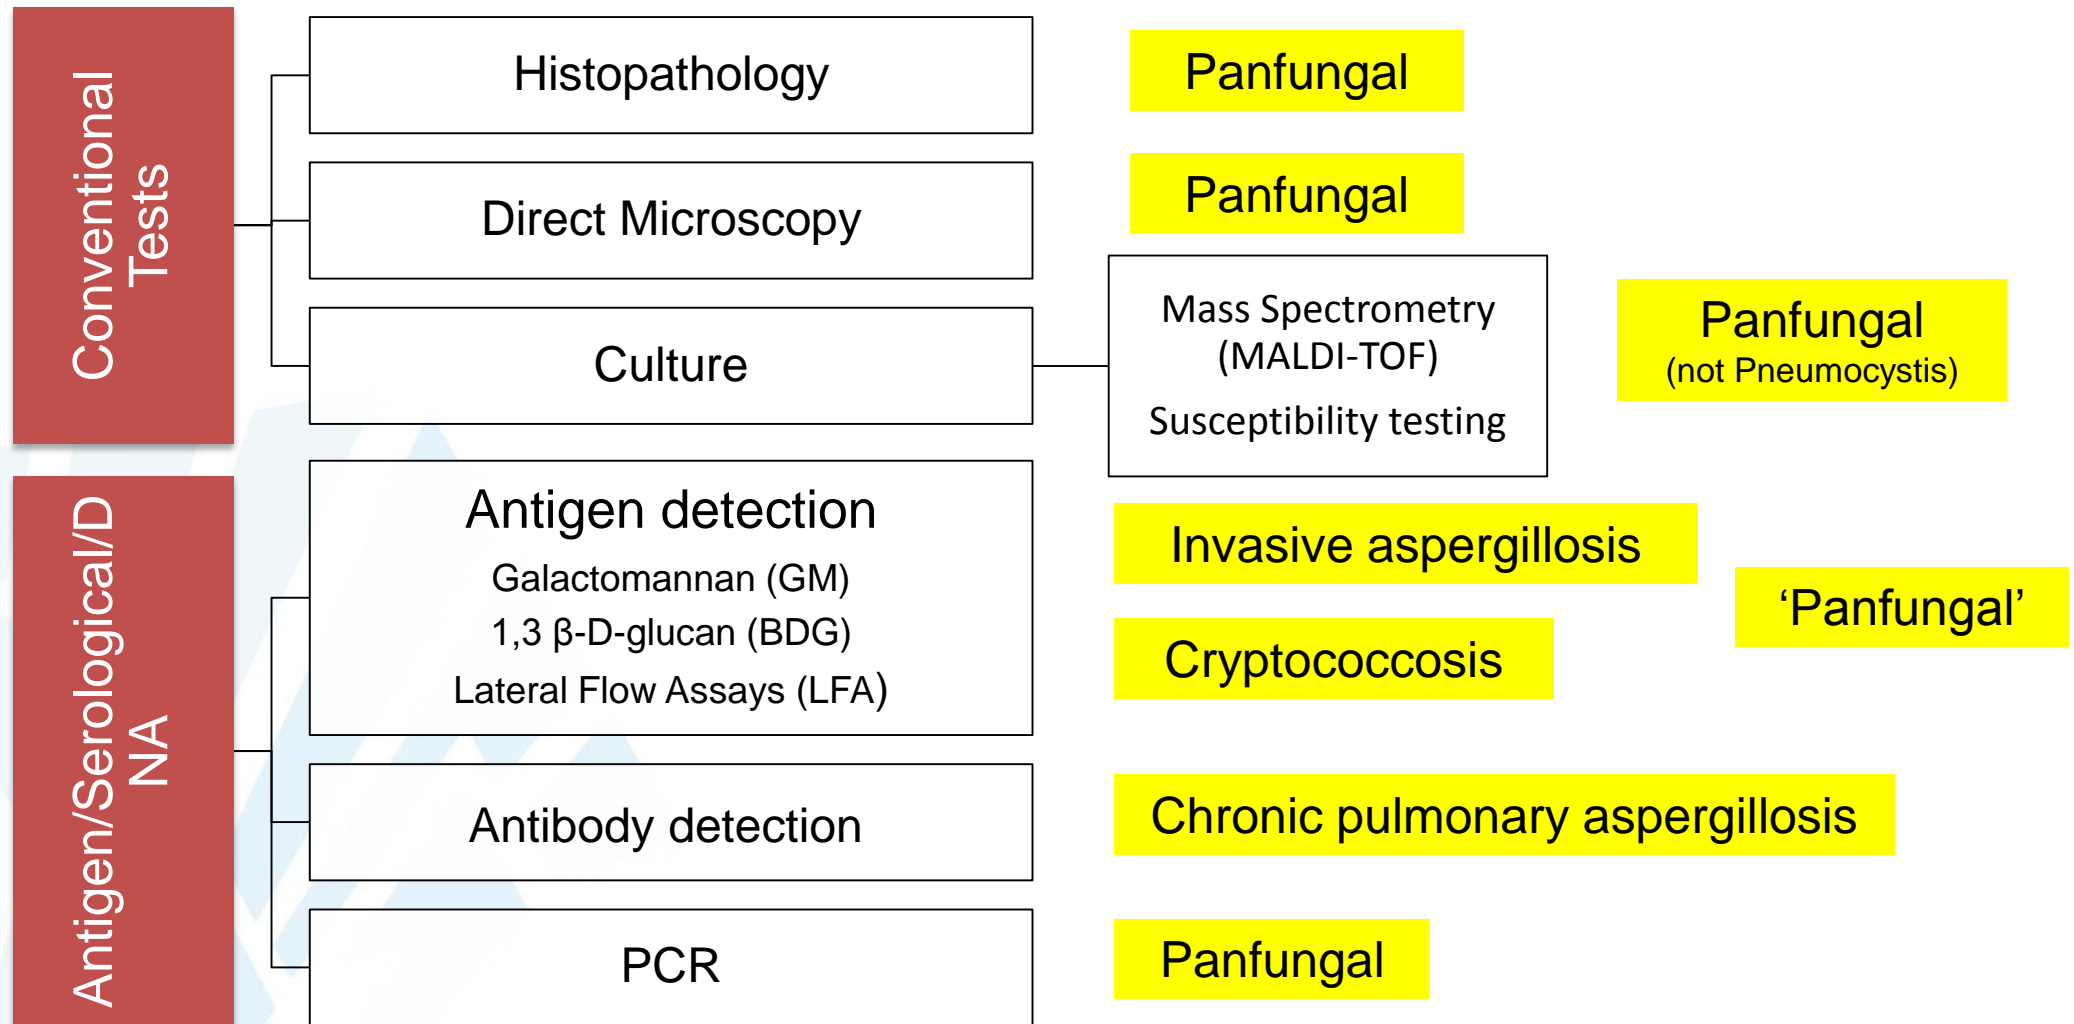 Conventional
Tests
Histopathology
Panfungal
Direct Microscopy
Panfungal
Culture
Mass Spectrometry
(MALDI-TOF)
Susceptibility testing
Panfungal
(not Pneumocystis)
Antigen/Serological/D
NA
Antigen detection
Galactomannan (GM)
1,3 β-D-glucan (BDG)
Lateral Flow Assays (LFA)
Invasive aspergillosis
‘Panfungal’
Cryptococcosis
Antibody detection
Chronic pulmonary aspergillosis
PCR
Panfungal